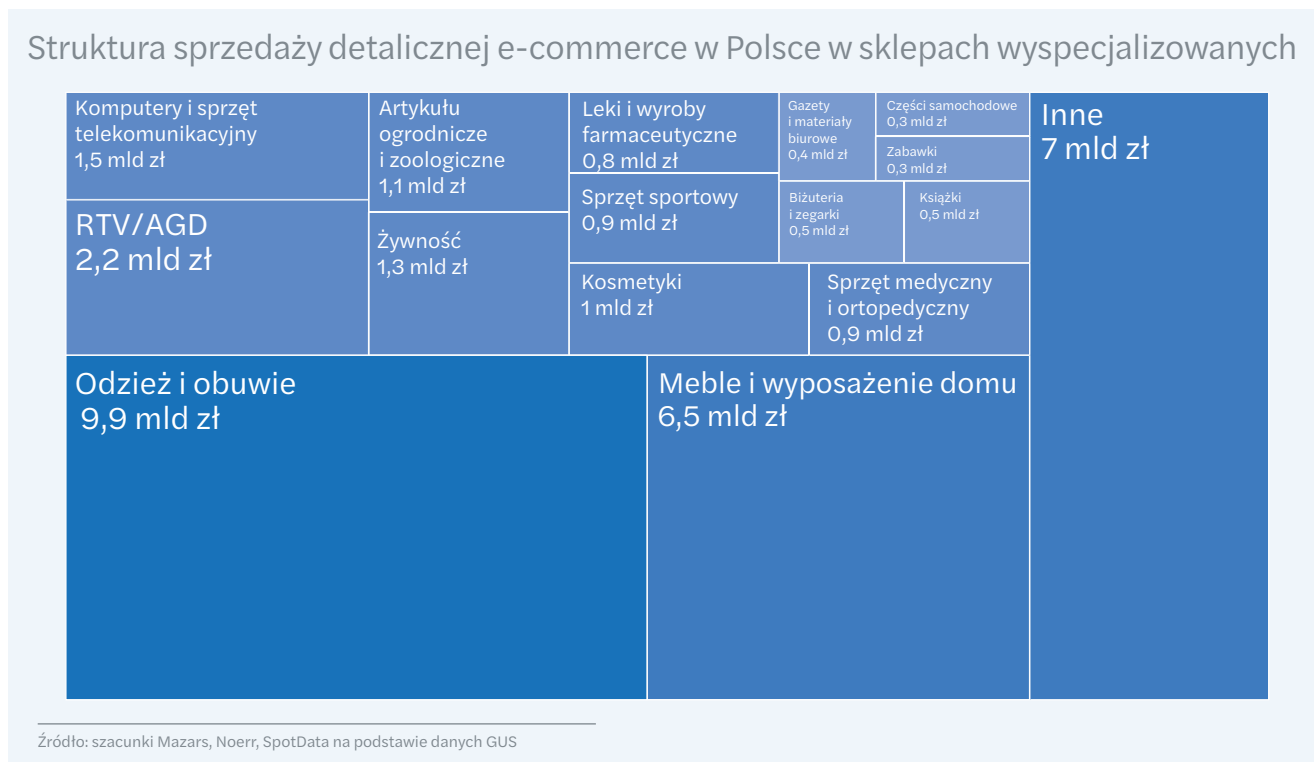 Struktura sprzedaży detalicznej e-commerce w Polsce w sklepach wyspecjalizowanych
Komputery i sprzęt
telekomunikacyjny
1,5 mld zł
RTV/AGD
2,2 mld zł
Artykułu
ogrodnicze
i zoologiczne
1,1 mld zł
Żywność
1,3 mld zł
Leki i wyroby
farmaceutyczne
0,8 mld zł
Sprzęt sportowy
0,9 mld zł
Gazety
i materiały
biurowe
0,4 mld zł
Części samochodowe
0,3 mld zł
Zabawki
0,3 mld zł
Biżuteria
i zegarki
0,5 mld zł
Książki
0,5 mld zł
Kosmetyki
1 mld zł
Sprzęt medyczny
i ortopedyczny
0,9 mld zł
Inne
7 mld zł
Odzież i obuwie
9,9 mld zł
Meble i wyposażenie domu
6,5 mld zł
Źródło: szacunki Mazars, Noerr, SpotData na podstawie danych GUS